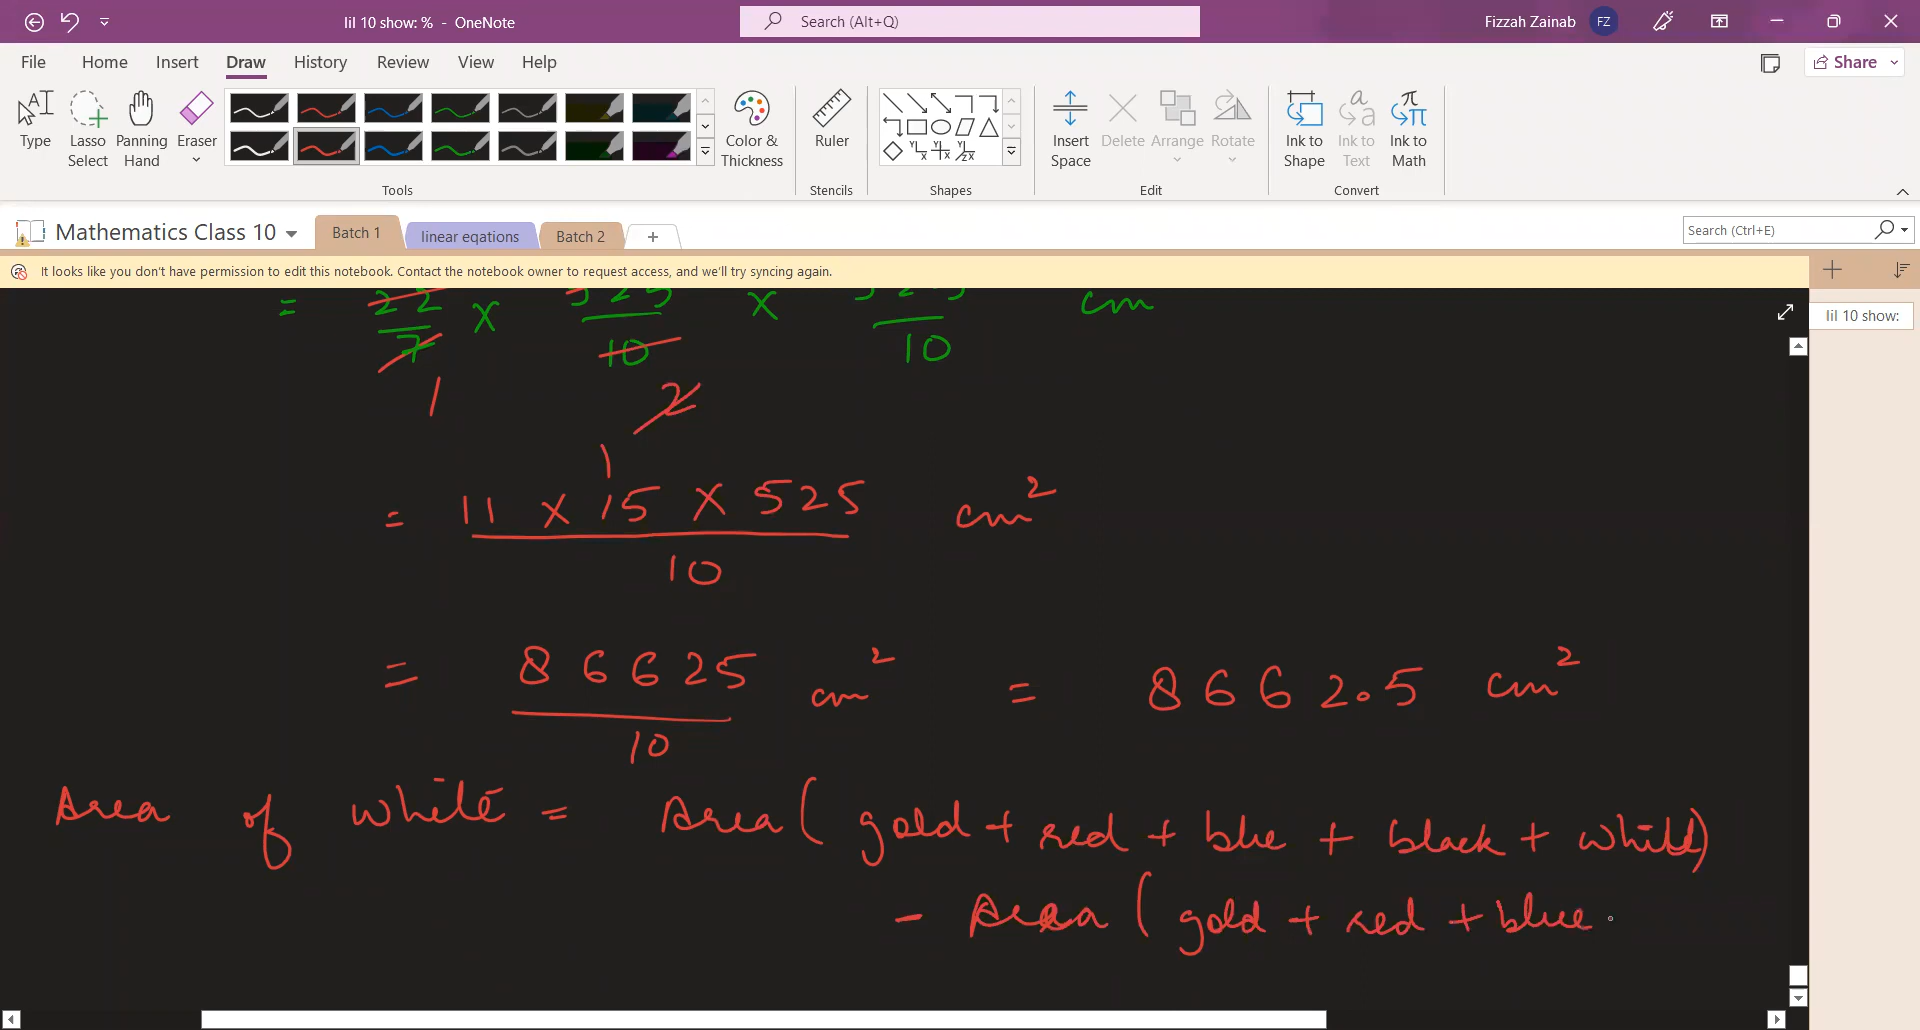 lil 10 show: % - OneNote
Search (Alt+Q)
Fizzah Zainab FZ
File Home Insert Draw History Review View Help
Share
Type
Lasso Select
Panning Hand
Eraser
Color & Thickness
Ruler
Insert Space
Delete
Arrange
Rotate
Ink to Shape
Ink to Text
Ink to Math
Tools
Stencils
Shapes
Edit
Convert
Mathematics Class 10
Batch 1
linear eqations
Batch 2
Search (Ctrl+E)
It looks like you don't have permission to edit this notebook. Contact the notebook owner to request access, and we'll try syncing again.
lil 10 show:
= 22/7 x 525/10 x 525/10 cm
1 2
1
= 11 x 15 x 525 / 10 cm²
= 86625 / 10 cm² = 8662.5 cm²
Area of white = Area (gold + red + blue + black + white)
- Area (gold + red + blue